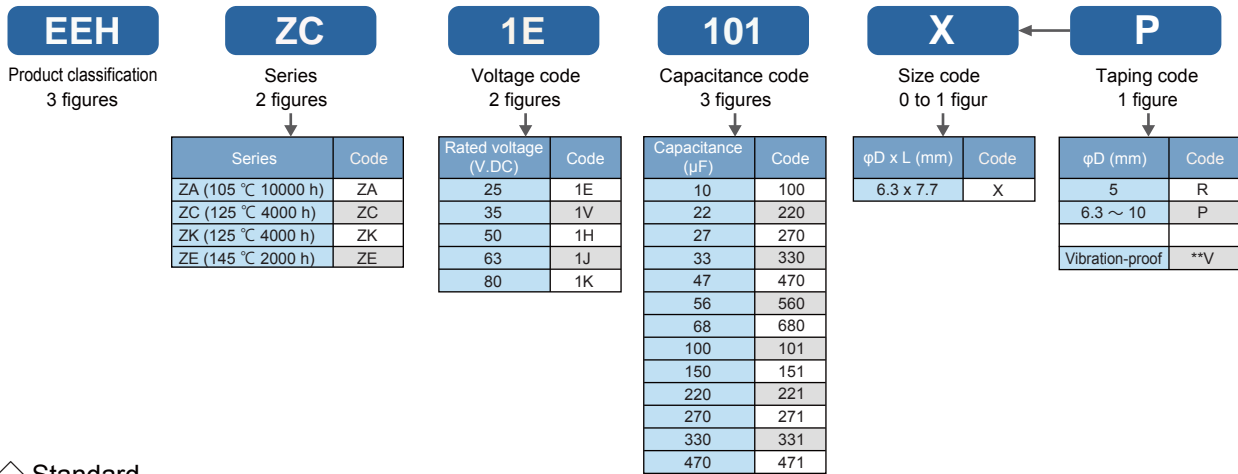 EEH ZC 1E 101 X P
Product classification Series Voltage code Capacitance code Size code Taping code
3 figures 2 figures 2 figures 3 figures 0 to 1 figur 1 figure
Series Code
ZA (105 ℃ 10000 h) ZA
ZC (125 ℃ 4000 h) ZC
ZK (125 ℃ 4000 h) ZK
ZE (145 ℃ 2000 h) ZE
Rated voltage
(V.DC) Code
25 1E
35 1V
50 1H
63 1J
80 1K
Capacitance
(μF) Code
10 100
22 220
27 270
33 330
47 470
56 560
68 680
100 101
150 151
220 221
270 271
330 331
470 471
φD x L (mm) Code
6.3 x 7.7 X
φD (mm) Code
5 R
6.3 ～ 10 P
Vibration-proof **V
◇ Standard